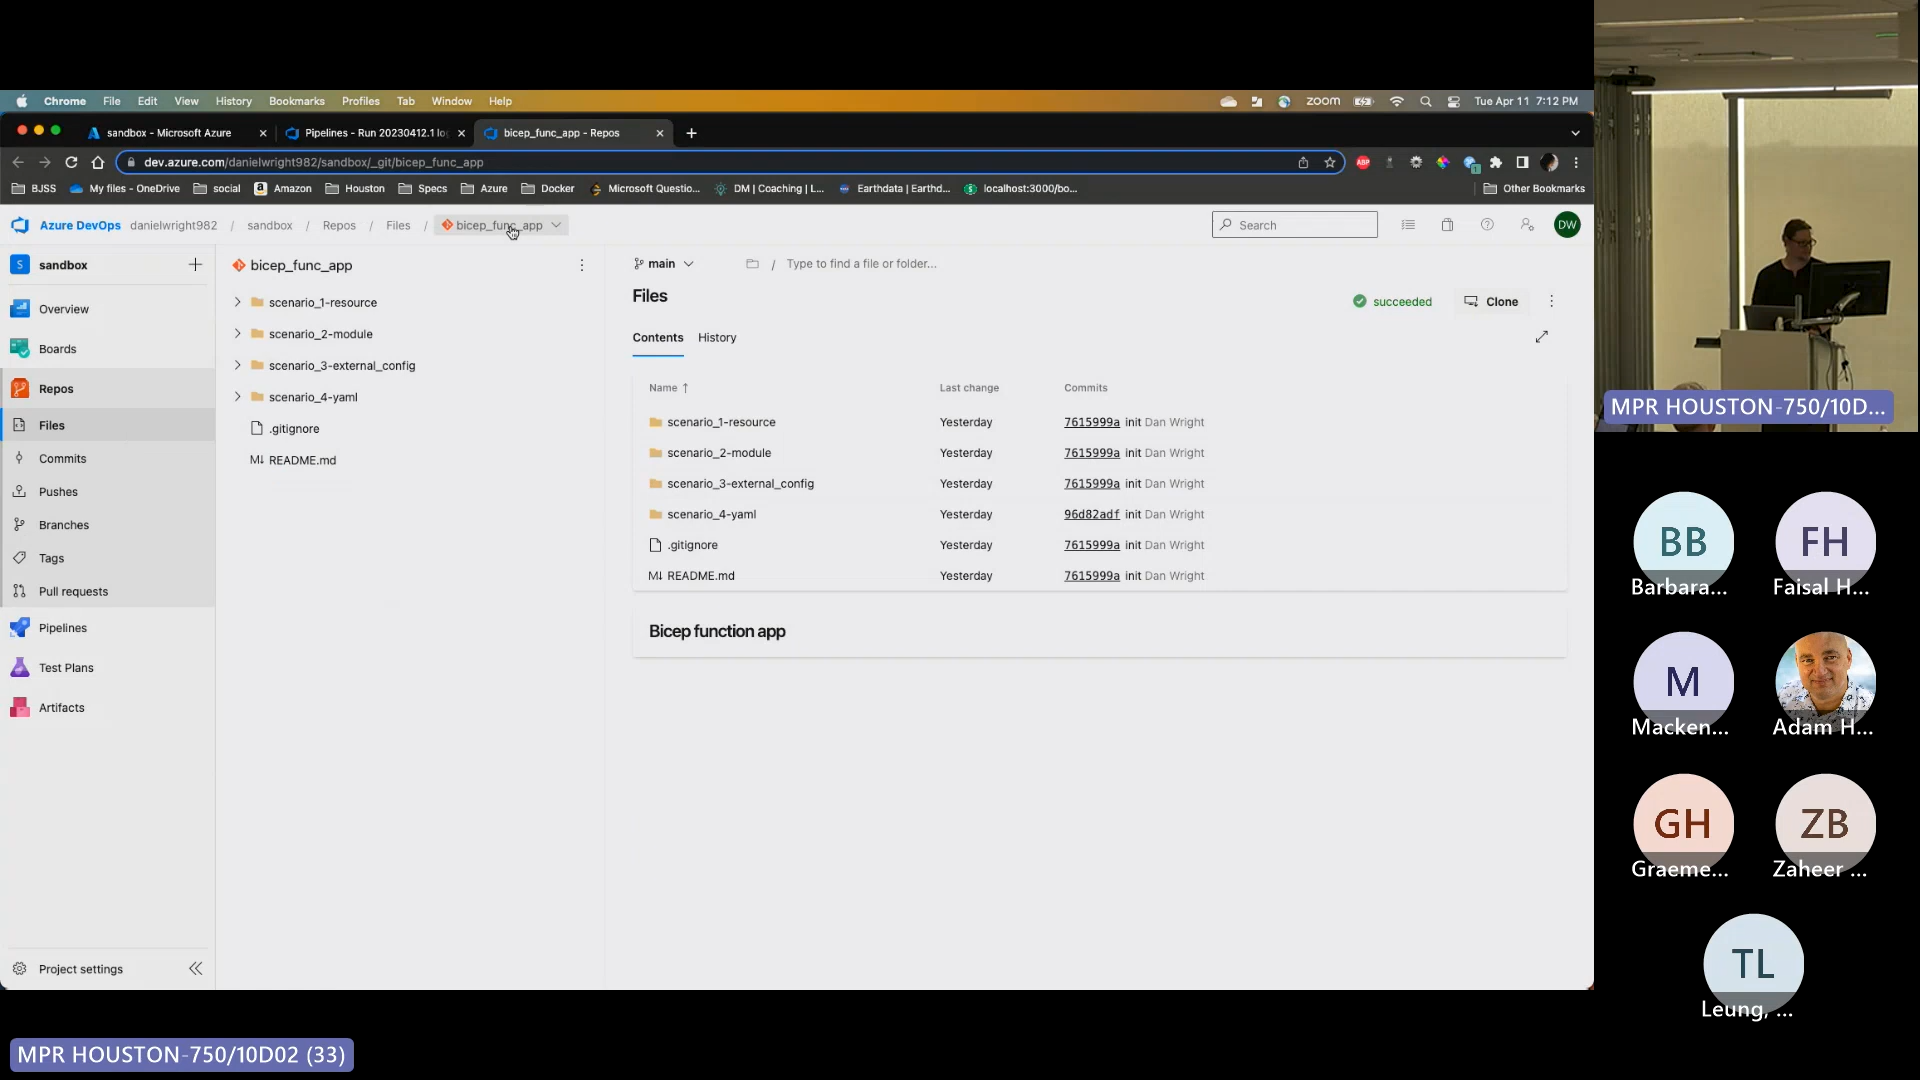 Chrome File Edit View History Bookmarks Profiles Tab Window Help zoom Tue Apr 11 7:12 PM
sandbox - Microsoft Azure Pipelines - Run 20230412.1 lo bicep_func_app - Repos
dev.azure.com/danielwright982/sandbox/_git/bicep_func_app ABP 1
BJSS My files - OneDrive social Amazon Houston Specs Azure Docker Microsoft Questio... DM | Coaching | L... Earthdata | Earthd... localhost:3000/bo... Other Bookmarks
Azure DevOps danielwright982 / sandbox / Repos / Files / bicep_func_app Search DW
S sandbox
Overview
Boards
Repos
Files
Commits
Pushes
Branches
Tags
Pull requests
Pipelines
Test Plans
Artifacts
Project settings
bicep_func_app
scenario_1-resource
scenario_2-module
scenario_3-external_config
scenario_4-yaml
.gitignore
M↓ README.md
main / Type to find a file or folder...
Files
succeeded Clone
Contents History
Name ↑ Last change Commits
scenario_1-resource Yesterday 7615999a init Dan Wright
scenario_2-module Yesterday 7615999a init Dan Wright
scenario_3-external_config Yesterday 7615999a init Dan Wright
scenario_4-yaml Yesterday 96d82adf init Dan Wright
.gitignore Yesterday 7615999a init Dan Wright
M↓ README.md Yesterday 7615999a init Dan Wright
Bicep function app
MPR HOUSTON-750/10D...
BB FH
Barbara... Faisal H...
M
Macken... Adam H...
GH ZB
Graeme... Zaheer ...
TL
Leung, ...
MPR HOUSTON-750/10D02 (33)